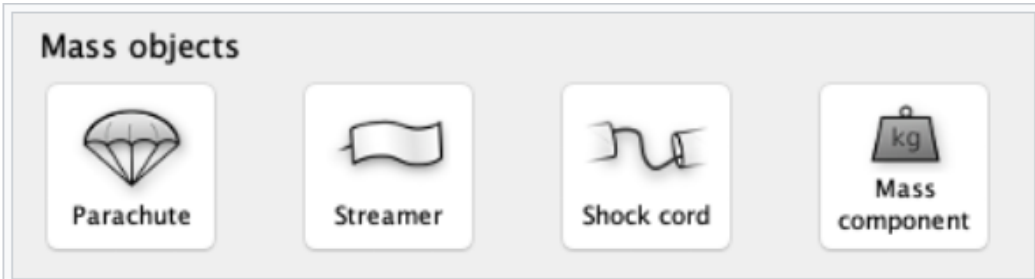 Mass objects
kg
Parachute
Streamer
Shock cord
Mass
component